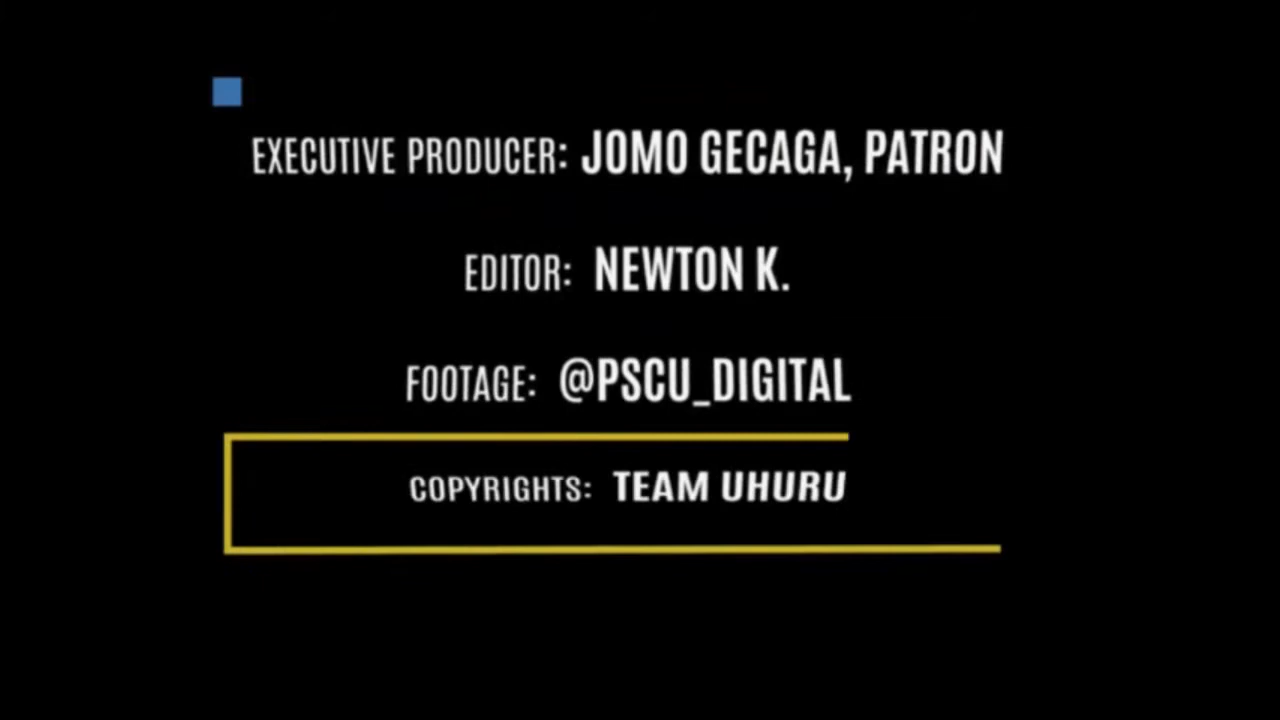 EXECUTIVE PRODUCER: JOMO GECAGA, PATRON
EDITOR: NEWTON K.
FOOTAGE: @PSCU_DIGITAL
COPYRIGHTS: TEAM UHURU